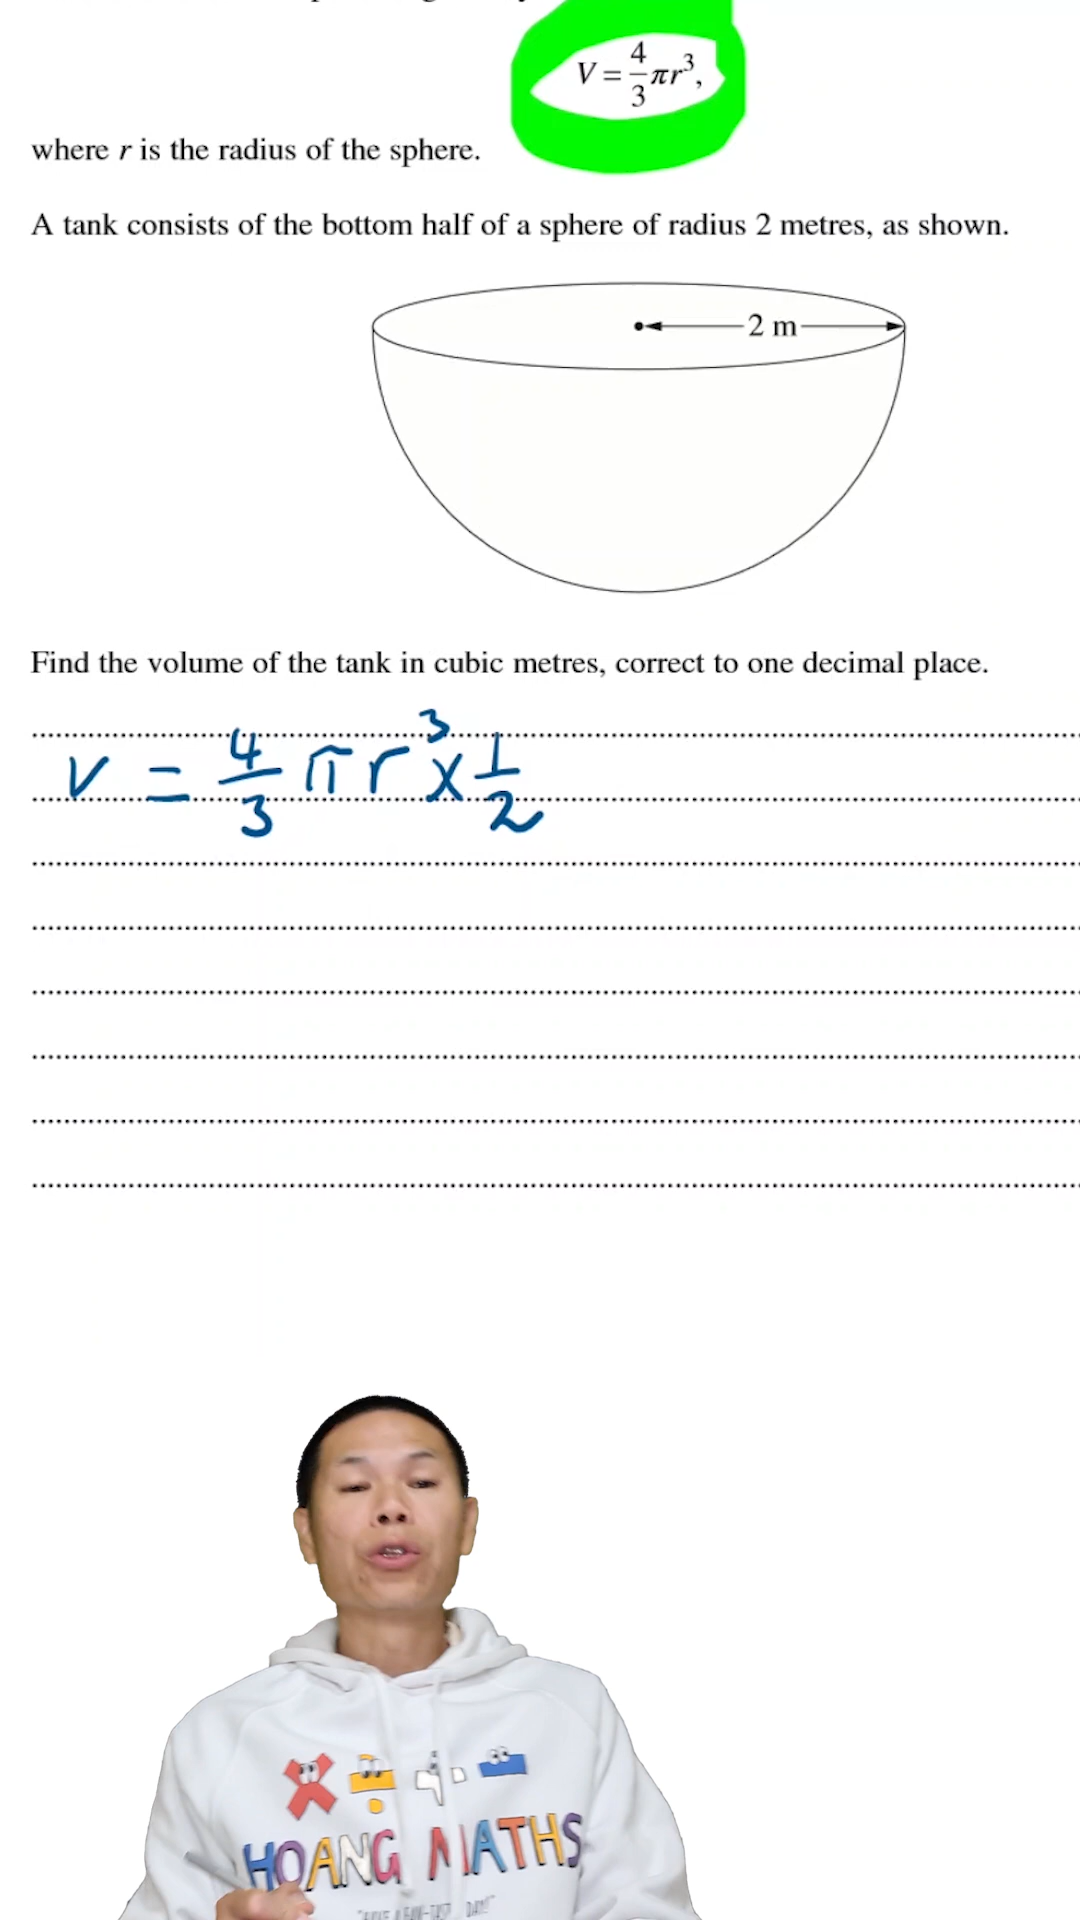 V = 4/3 πr³,
where r is the radius of the sphere.
A tank consists of the bottom half of a sphere of radius 2 metres, as shown.
2 m
Find the volume of the tank in cubic metres, correct to one decimal place.
V = 4/3 πr³ × 1/2
HOANG MATHS
DAY!"